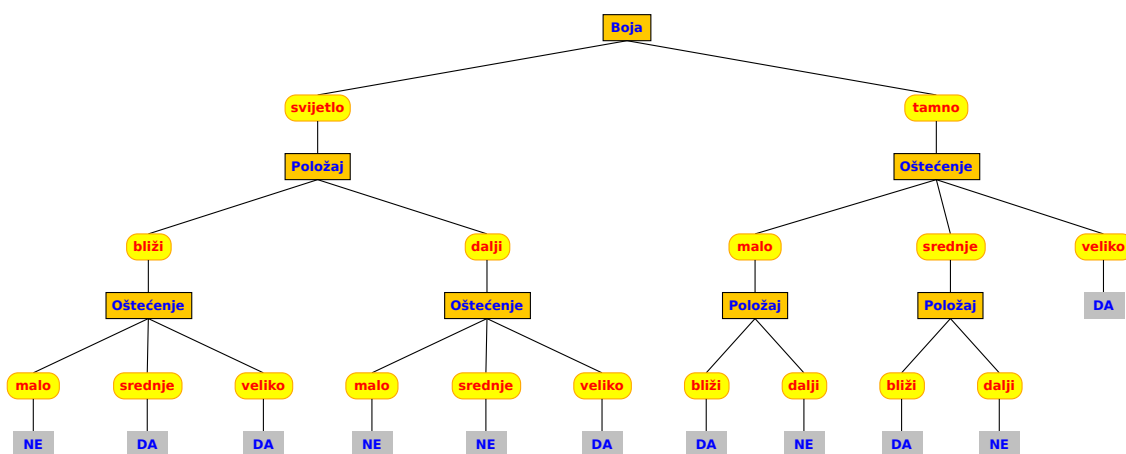 Boja
svijetlo tamno
Položaj Oštećenje
bliži dalji malo srednje veliko
Oštećenje Oštećenje Položaj Položaj DA
malo srednje veliko malo srednje veliko bliži dalji bliži dalji
NE DA DA NE NE DA DA NE DA NE